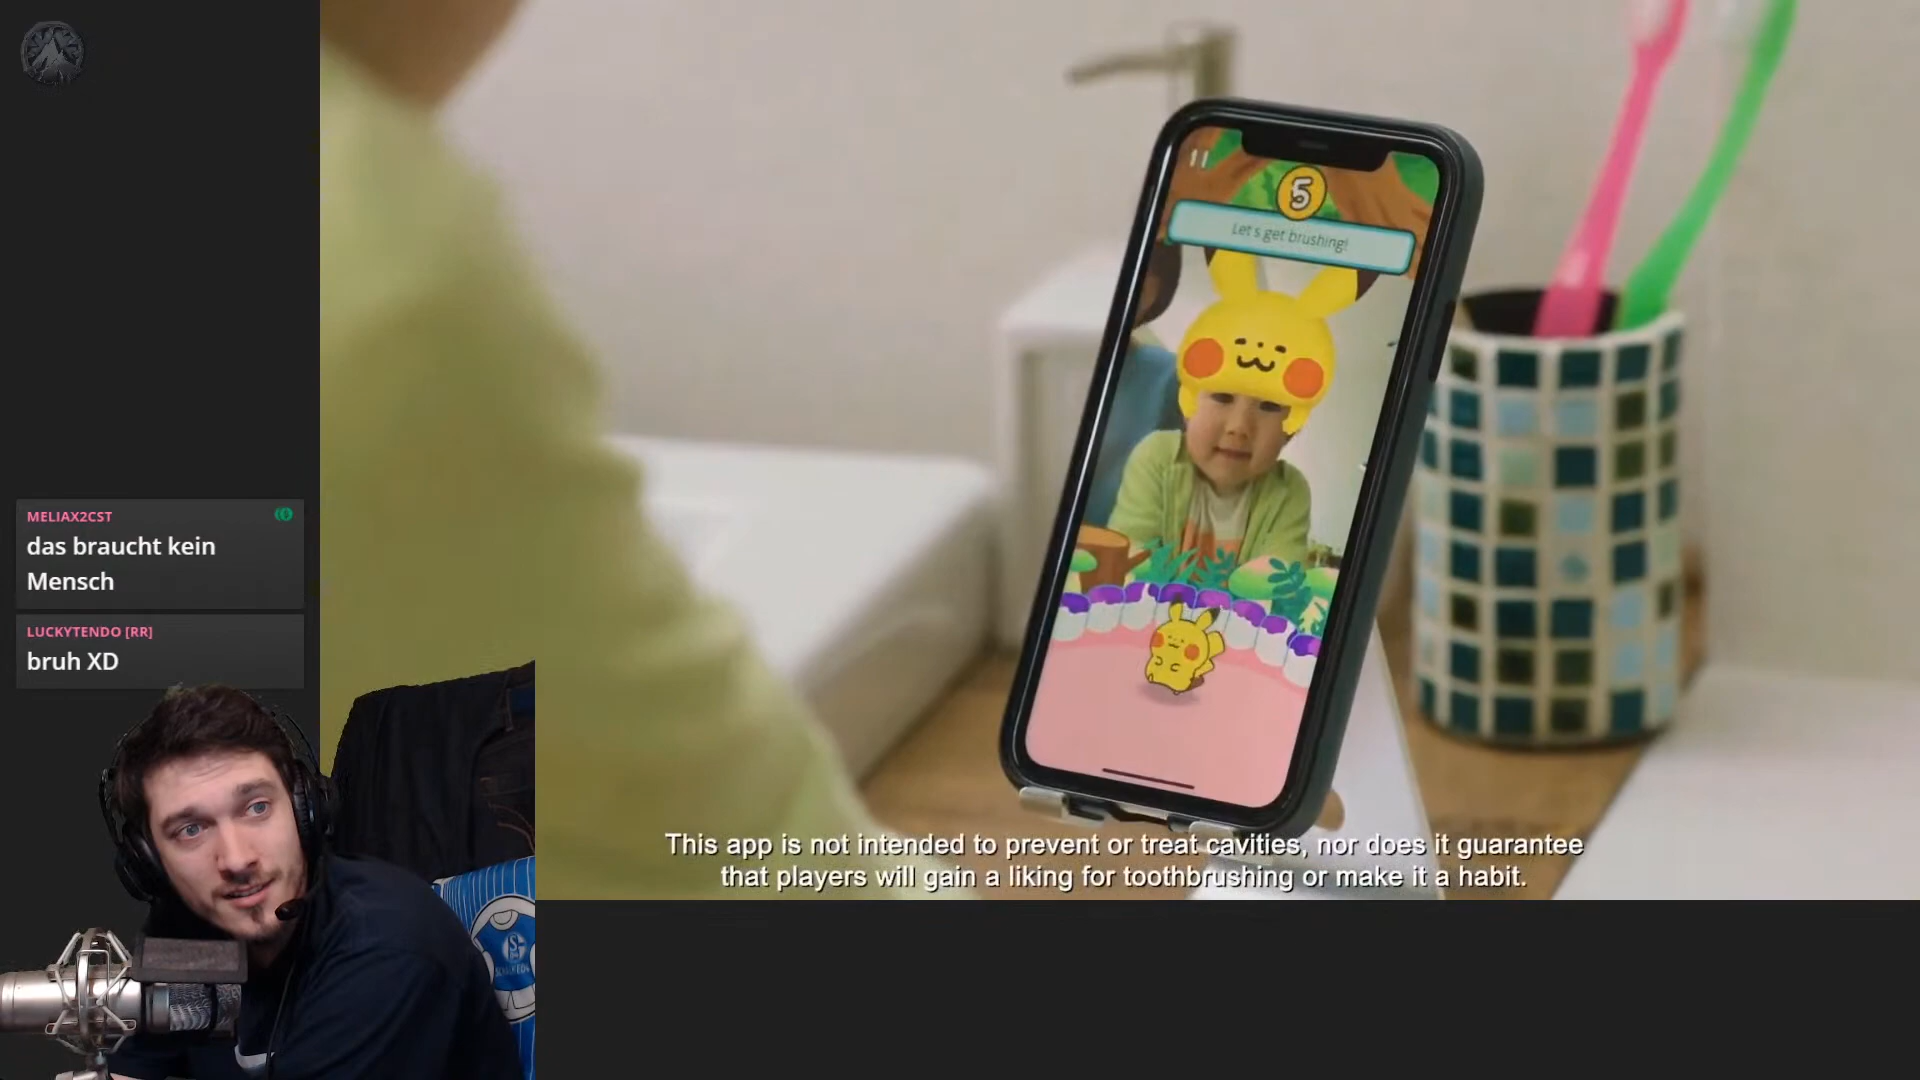 MELIAX2CST
das braucht kein
Mensch
LUCKYTENDO [RR]
bruh XD
5
Let's get brushing!
This app is not intended to prevent or treat cavities, nor does it guarantee
that players will gain a liking for toothbrushing or make it a habit.